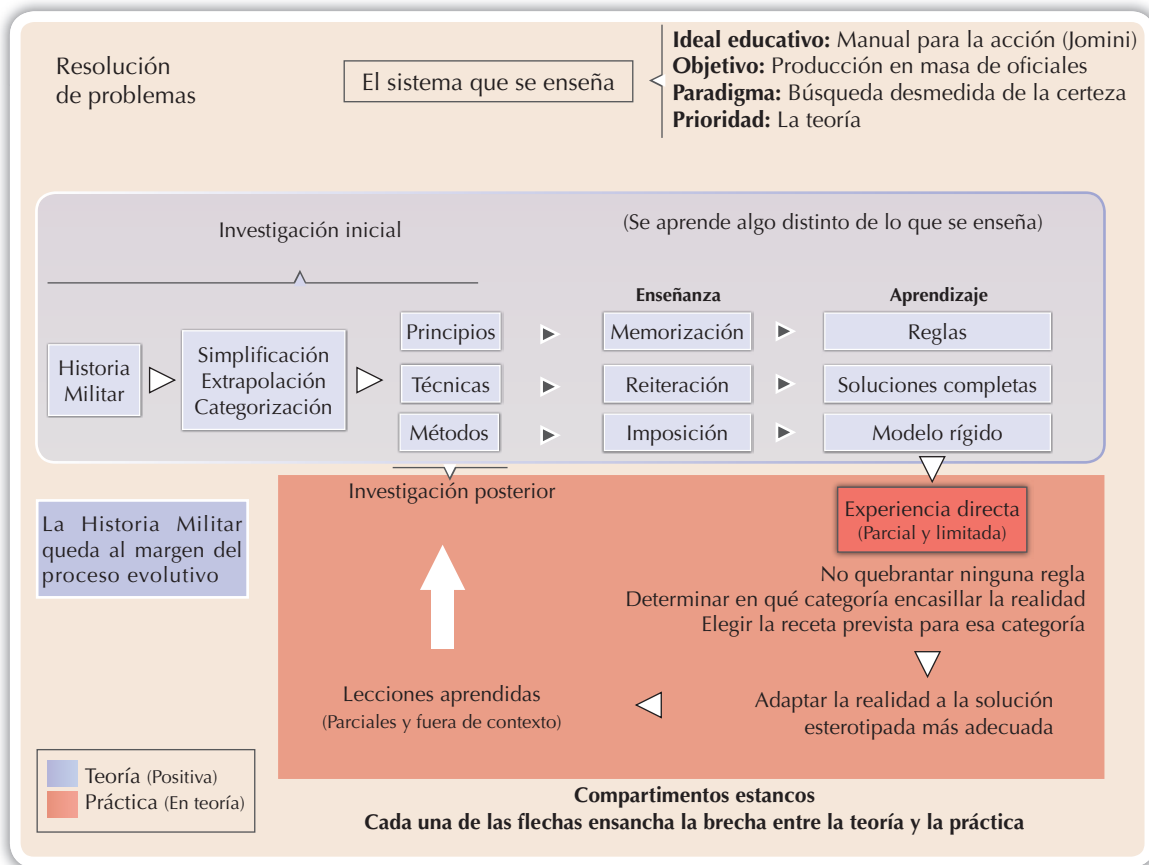 Resolución
de problemas
El sistema que se enseña
Ideal educativo: Manual para la acción (Jomini)
Objetivo: Producción en masa de oficiales
Paradigma: Búsqueda desmedida de la certeza
Prioridad: La teoría
Investigación inicial
(Se aprende algo distinto de lo que se enseña)
Enseñanza
Aprendizaje
Historia
Militar
Simplificación
Extrapolación
Categorización
Principios
Memorización
Reglas
Técnicas
Reiteración
Soluciones completas
Métodos
Imposición
Modelo rígido
Investigación posterior
La Historia Militar
queda al margen del
proceso evolutivo
Experiencia directa
(Parcial y limitada)
No quebrantar ninguna regla
Determinar en qué categoría encasillar la realidad
Elegir la receta prevista para esa categoría
Adaptar la realidad a la solución
esterotipada más adecuada
Lecciones aprendidas
(Parciales y fuera de contexto)
Teoría (Positiva)
Práctica (En teoría)
Compartimentos estancos
Cada una de las flechas ensancha la brecha entre la teoría y la práctica